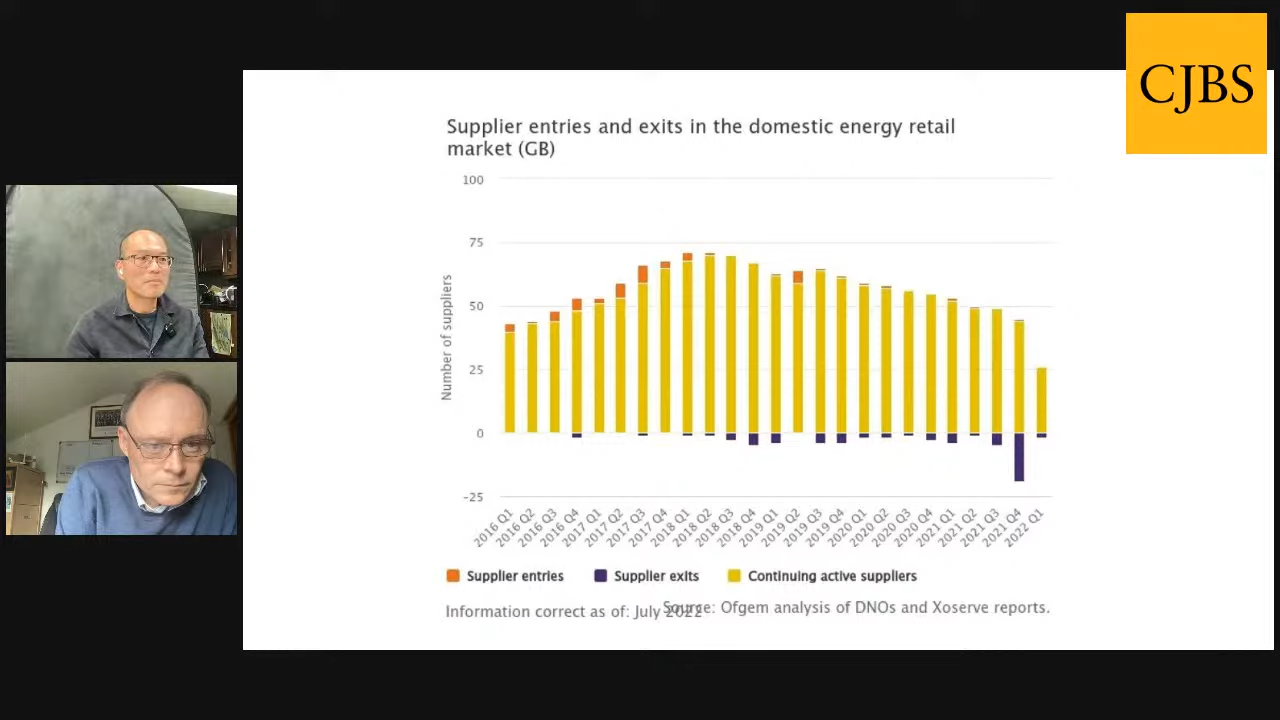 CJBS
Supplier entries and exits in the domestic energy retail
market (GB)
100
75
50
25
0
-25
Number of suppliers
2016 Q1
2016 Q2
2016 Q3
2016 Q4
2017 Q1
2017 Q2
2017 Q3
2017 Q4
2018 Q1
2018 Q2
2018 Q3
2018 Q4
2019 Q1
2019 Q2
2019 Q3
2019 Q4
2020 Q1
2020 Q2
2020 Q3
2020 Q4
2021 Q1
2021 Q2
2021 Q3
2021 Q4
2022 Q1
Supplier entries
Supplier exits
Continuing active suppliers
Information correct as of: July 2022
Source: Ofgem analysis of DNOs and Xoserve reports.